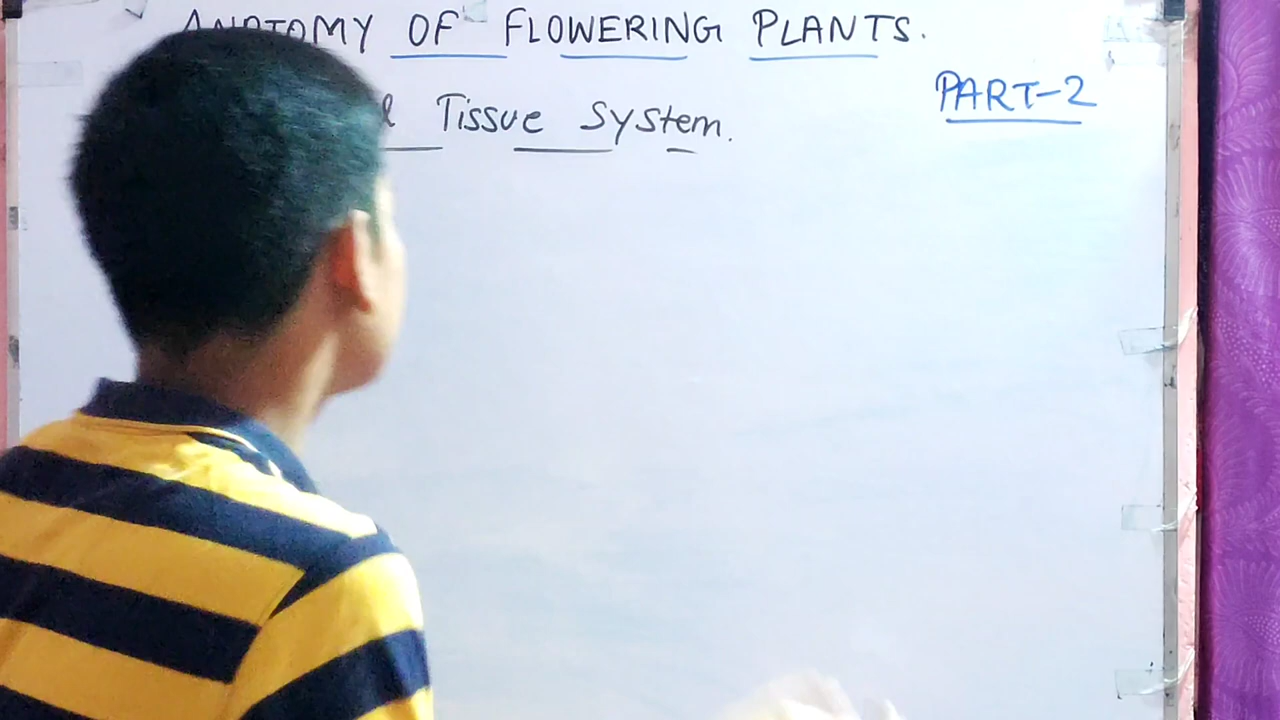 ANATOMY OF FLOWERING PLANTS.
PART-2
Tissue System.